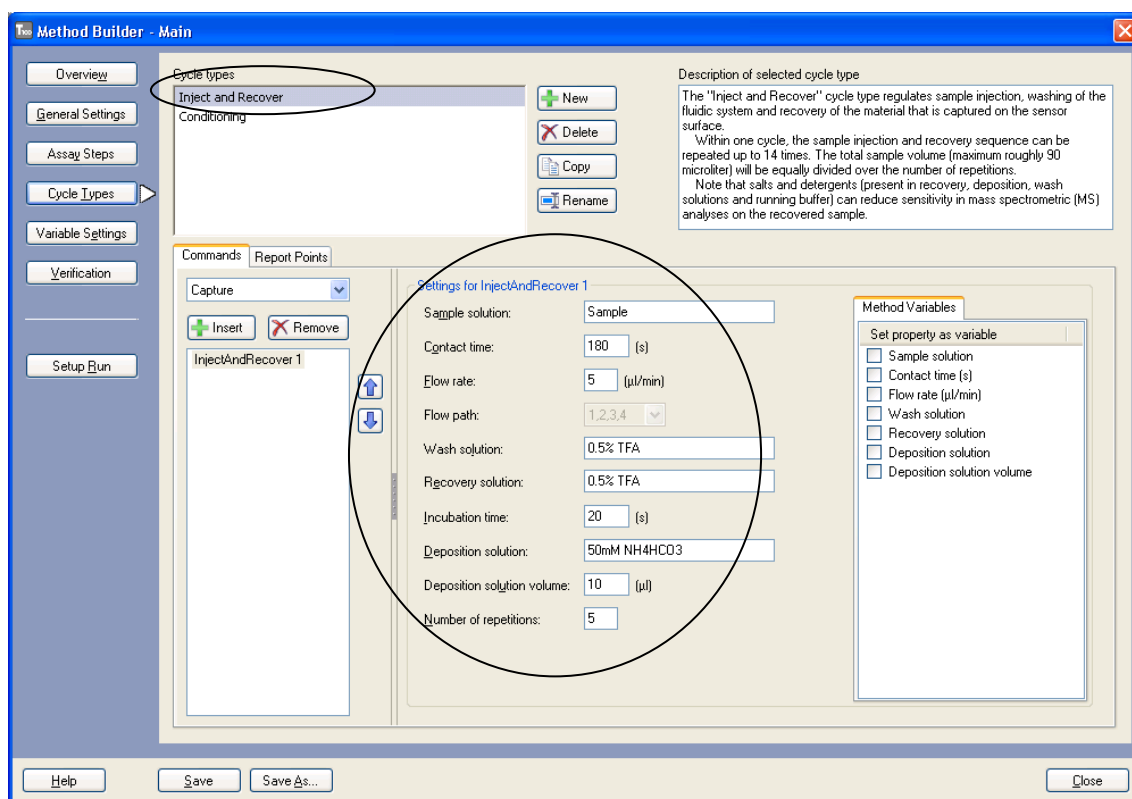 T100 Method Builder - Main
Overview
General Settings
Assay Steps
Cycle Types
Variable Settings
Verification
Setup Run
Cycle types
Inject and Recover
Conditioning
New
Delete
Copy
Rename
Description of selected cycle type
The "Inject and Recover" cycle type regulates sample injection, washing of the
fluidic system and recovery of the material that is captured on the sensor
surface.
Within one cycle, the sample injection and recovery sequence can be
repeated up to 14 times. The total sample volume (maximum roughly 90
microliter) will be equally divided over the number of repetitions.
Note that salts and detergents (present in recovery, deposition, wash
solutions and running buffer) can reduce sensitivity in mass spectrometric (MS)
analyses on the recovered sample.
Commands Report Points
Capture
Insert Remove
InjectAndRecover 1
Settings for InjectAndRecover 1
Sample solution: Sample
Contact time: 180 (s)
Flow rate: 5 (µl/min)
Flow path: 1,2,3,4
Wash solution: 0.5% TFA
Recovery solution: 0.5% TFA
Incubation time: 20 (s)
Deposition solution: 50mM NH4HCO3
Deposition solution volume: 10 (µl)
Number of repetitions: 5
Method Variables
Set property as variable
Sample solution
Contact time (s)
Flow rate (µl/min)
Wash solution
Recovery solution
Deposition solution
Deposition solution volume
Help
Save
Save As...
Close